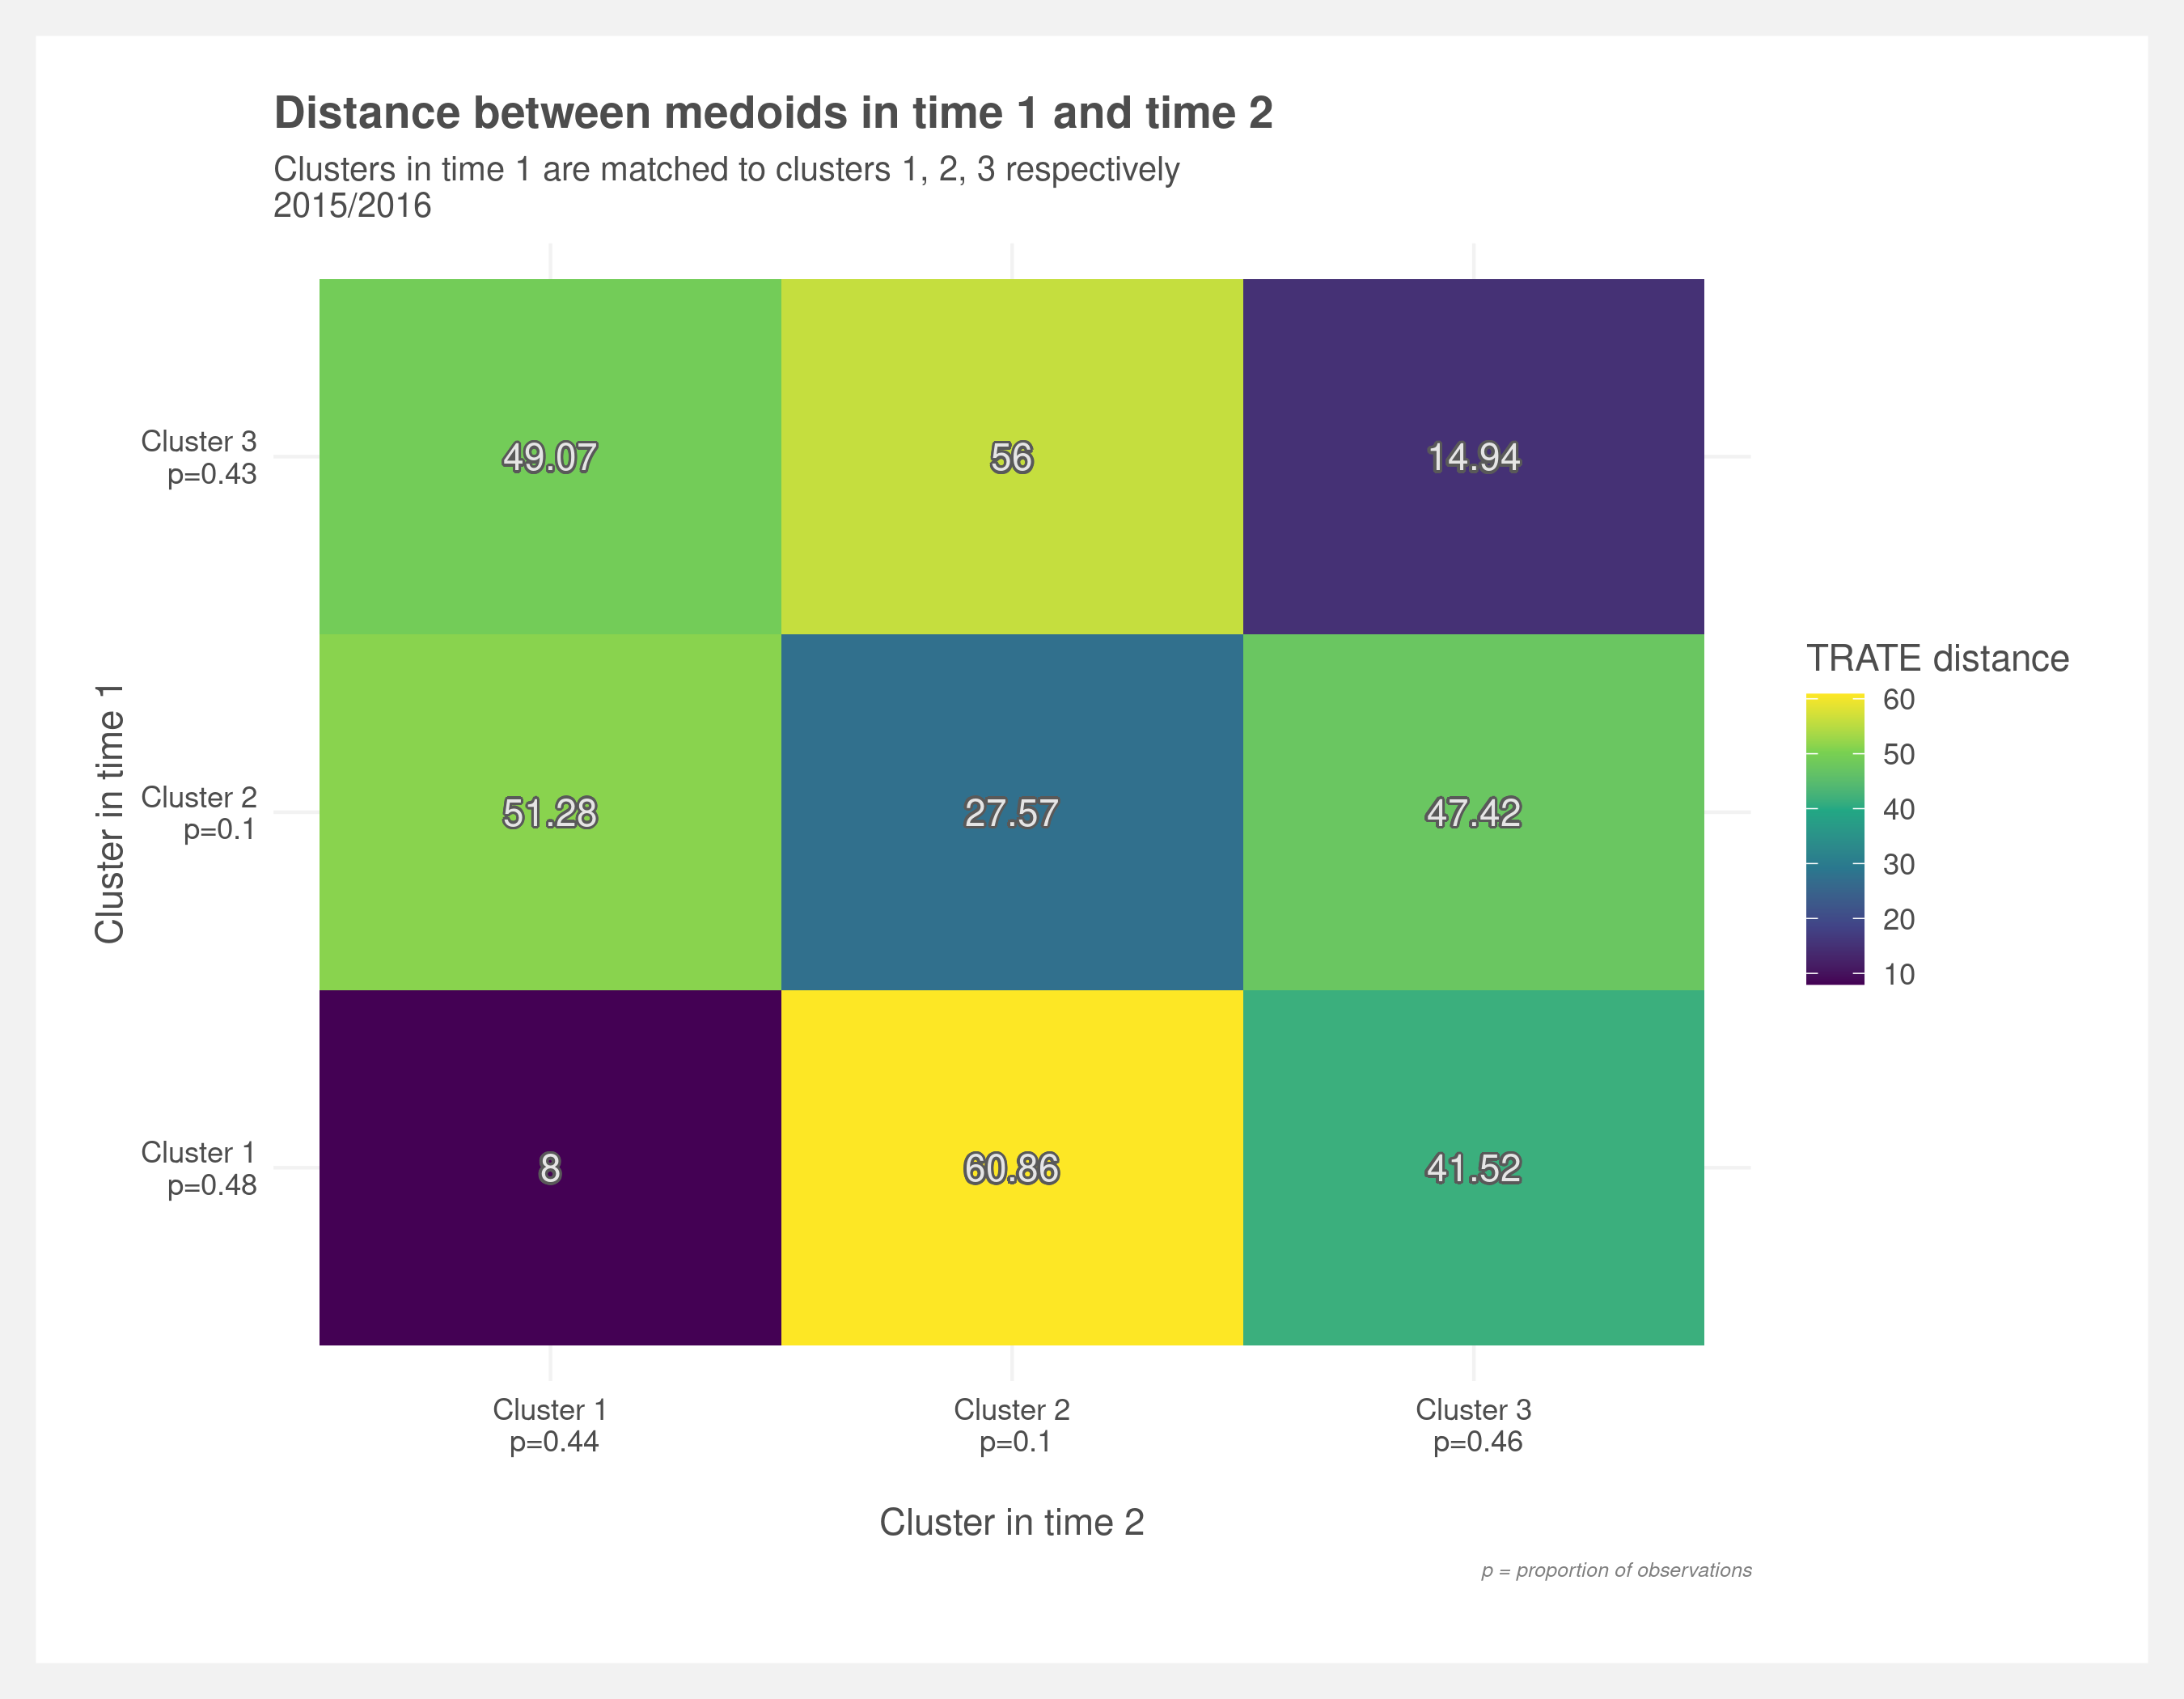 Distance between medoids in time 1 and time 2
Clusters in time 1 are matched to clusters 1, 2, 3 respectively
2015/2016
Cluster in time 1
Cluster 3
p=0.43
49.07
56
14.94
Cluster 2
p=0.1
51.28
27.57
47.42
Cluster 1
p=0.48
8
60.86
41.52
Cluster 1
p=0.44
Cluster 2
p=0.1
Cluster 3
p=0.46
Cluster in time 2
TRATE distance
60
50
40
30
20
10
p = proportion of observations